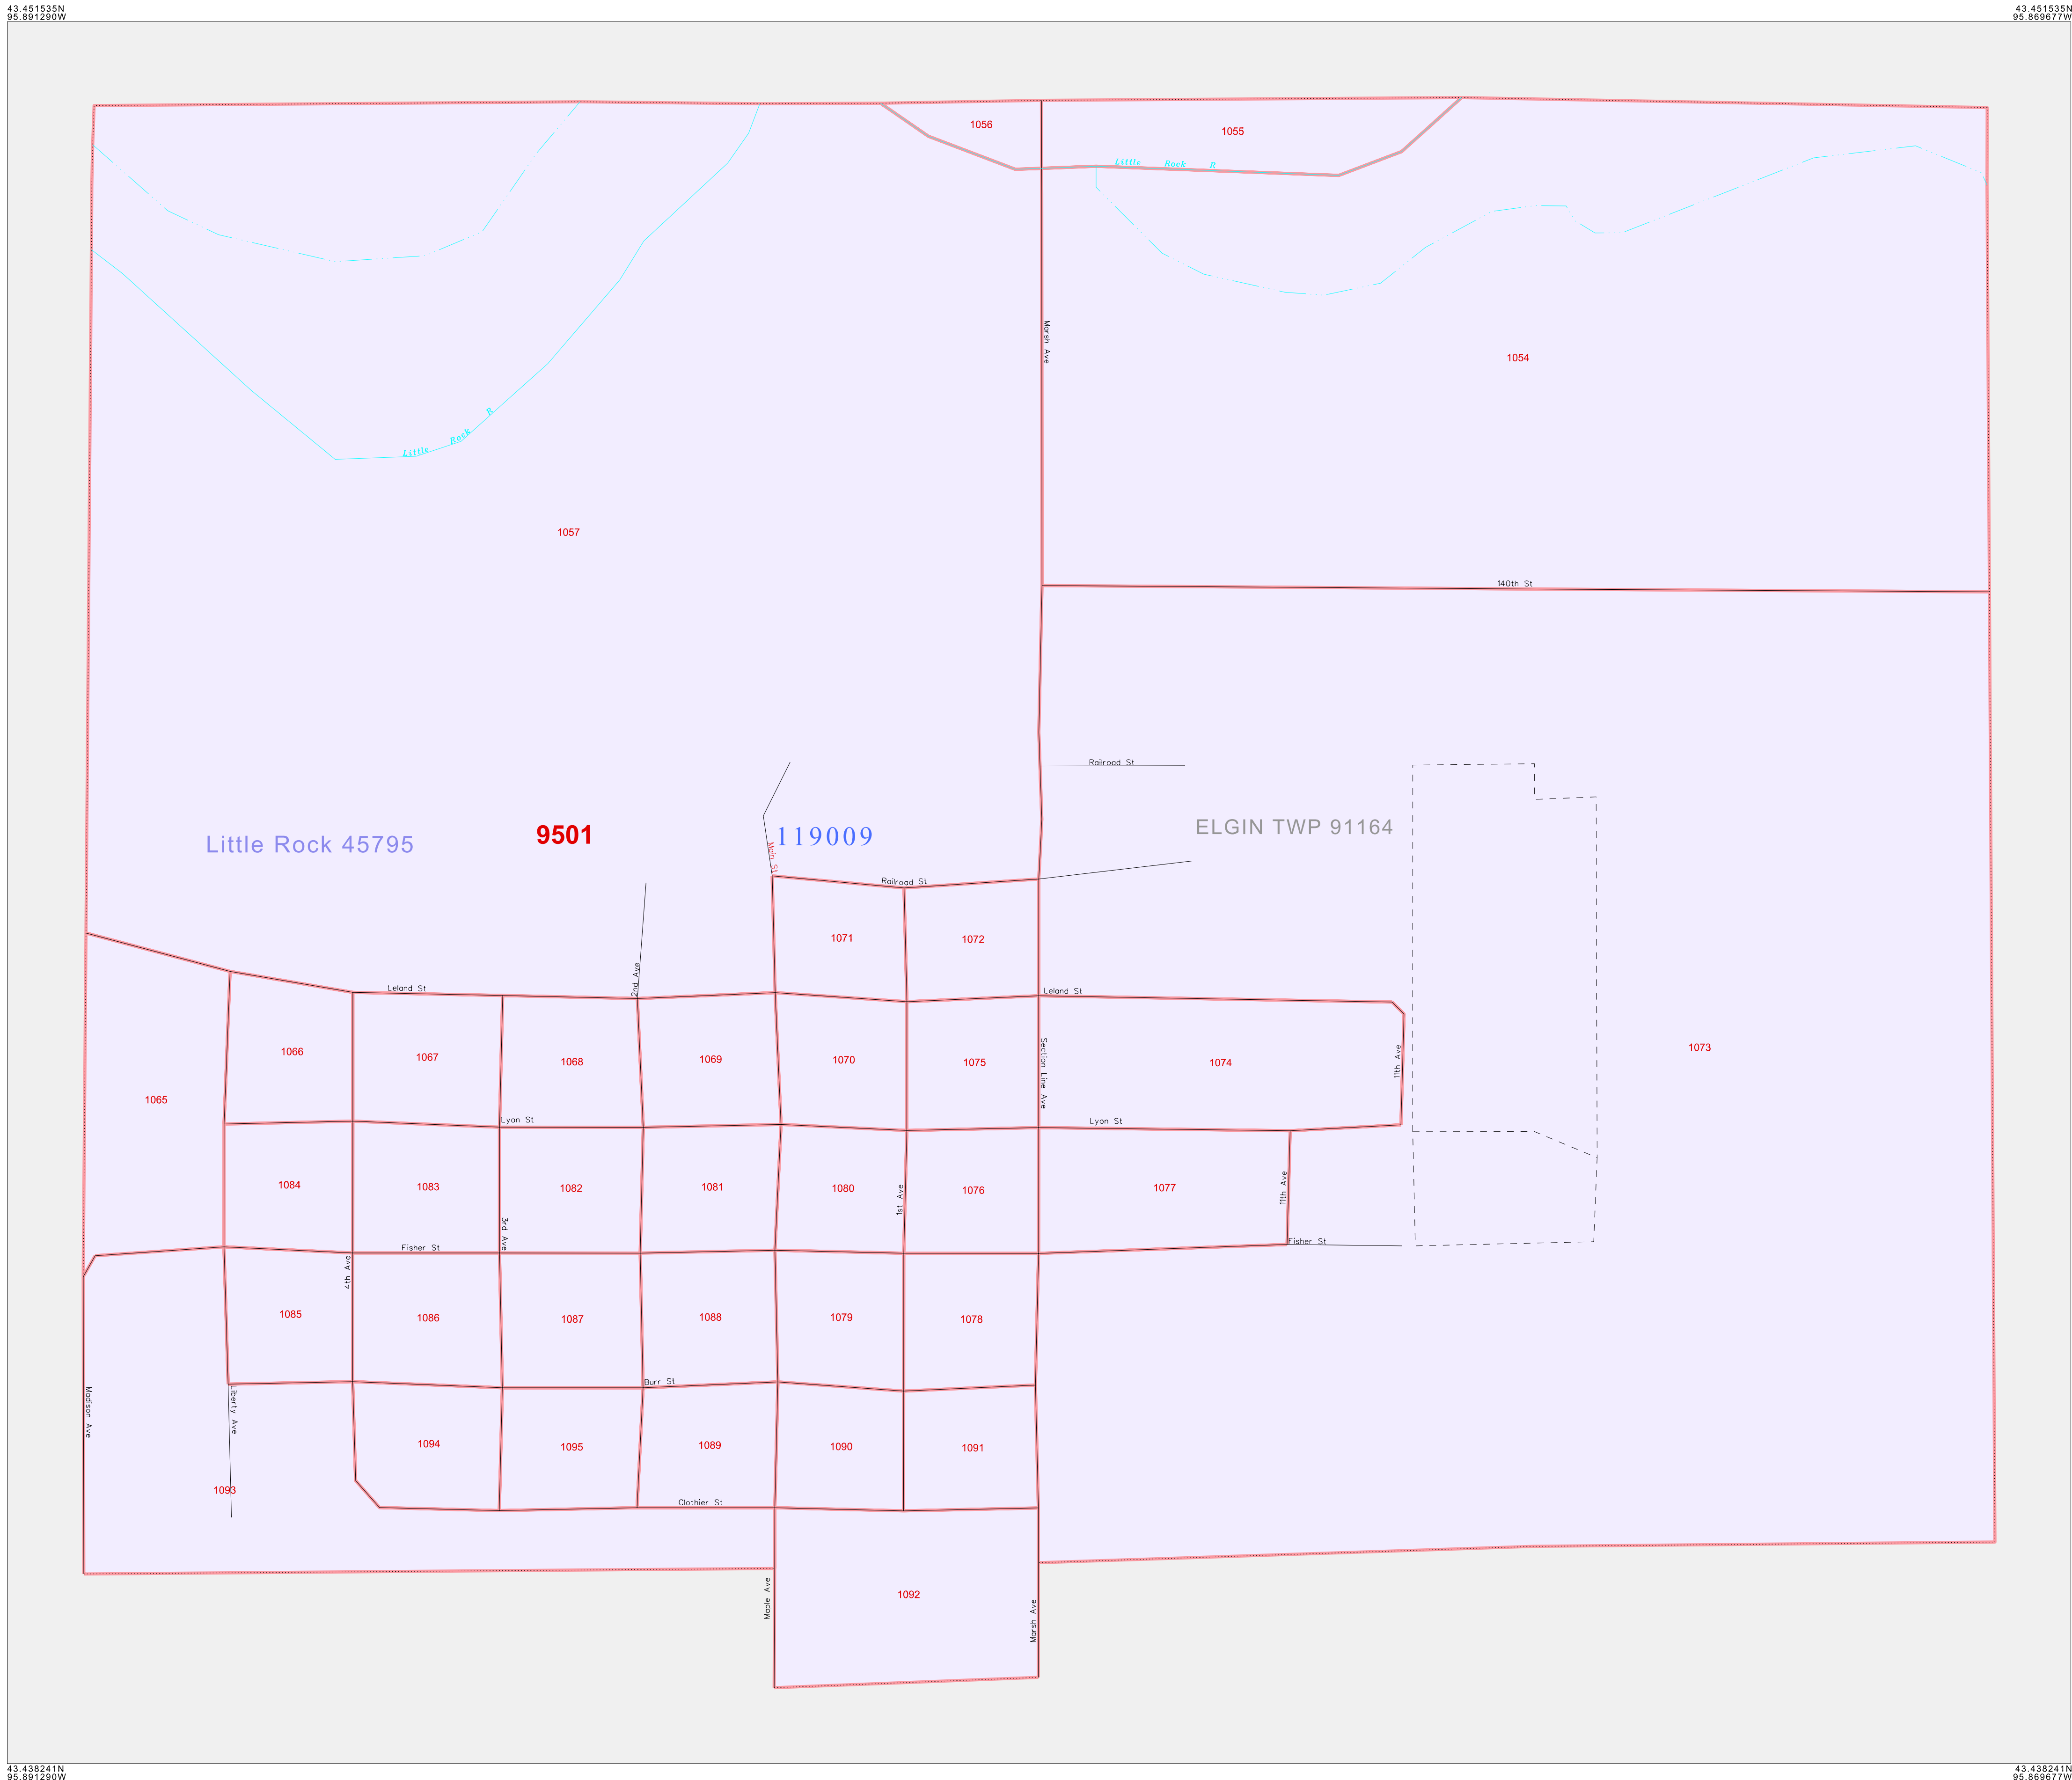 43.451535N
95.891290W
43.451535N
95.869677W
1056
1055
Little Rock R
Marsh Ave
1054
Little Rock R
1057
140th St
Railroad St
Little Rock 45795
9501
119009
ELGIN TWP 91164
Main St
Railroad St
1071
1072
2nd Ave
Leland St
Leland St
1066
1067
1068
1069
1070
1075
Section Line Ave
1074
11th Ave
1073
1065
Lyon St
Lyon St
1084
1083
1082
1081
1080
1st Ave
1076
1077
11th Ave
3rd Ave
Fisher St
Fisher St
4th Ave
1085
1086
1087
1088
1079
1078
Burr St
Madison Ave
Liberty Ave
1094
1095
1089
1090
1091
1093
Clothier St
Maple Ave
1092
Marsh Ave
43.438241N
95.891290W
43.438241N
95.869677W